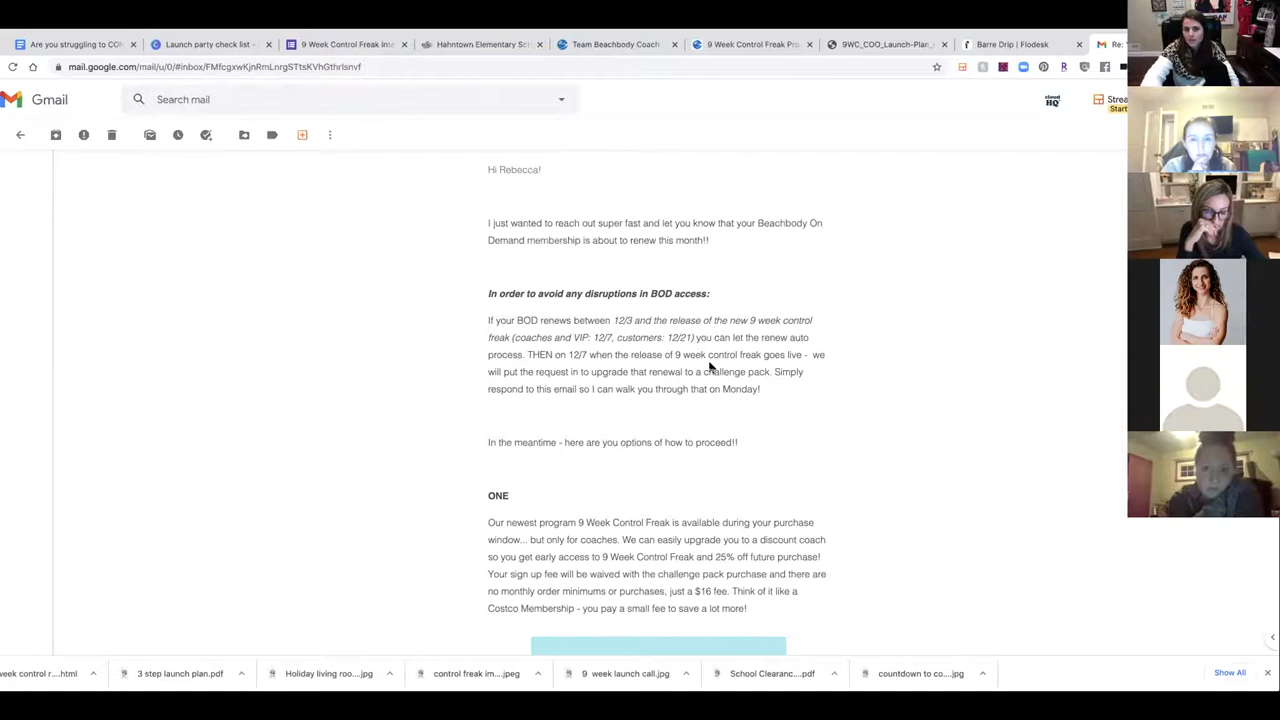 Are you struggling to CON
Launch party check list -
9 Week Control Freak Inte
Hahntown Elementary Sch
Team Beachbody Coach
9 Week Control Freak Pro
9WC_COO_Launch-Plan_s
Barre Drip | Flodesk
Re:
mail.google.com/mail/u/0/#inbox/FMfcgxwKjnRmLnrgSTtsKVhGthrlsnvf
Gmail
Search mail
cloud
HQ
Strea
Start
Hi Rebecca!
I just wanted to reach out super fast and let you know that your Beachbody On
Demand membership is about to renew this month!!
In order to avoid any disruptions in BOD access:
If your BOD renews between 12/3 and the release of the new 9 week control
freak (coaches and VIP: 12/7, customers: 12/21) you can let the renew auto
process. THEN on 12/7 when the release of 9 week control freak goes live - we
will put the request in to upgrade that renewal to a challenge pack. Simply
respond to this email so I can walk you through that on Monday!
In the meantime - here are you options of how to proceed!!
ONE
Our newest program 9 Week Control Freak is available during your purchase
window... but only for coaches. We can easily upgrade you to a discount coach
so you get early access to 9 Week Control Freak and 25% off future purchase!
Your sign up fee will be waived with the challenge pack purchase and there are
no monthly order minimums or purchases, just a $16 fee. Think of it like a
Costco Membership - you pay a small fee to save a lot more!
week control r....html
3 step launch plan.pdf
Holiday living roo....jpg
control freak im....jpeg
9 week launch call.jpg
School Clearanc....pdf
countdown to co....jpg
Show All